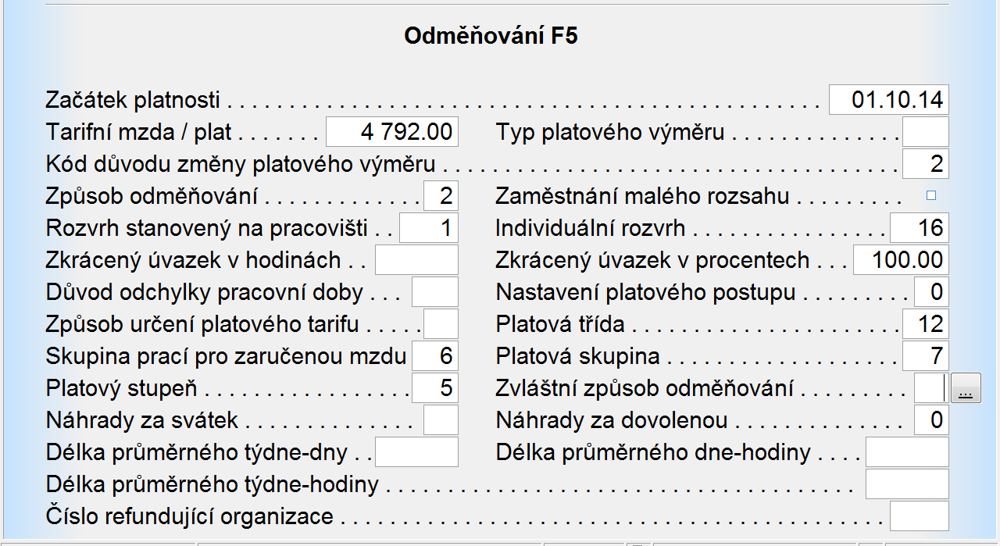 Odměňování F5
Začátek platnosti . . . . . . . . . . . . . . . . . . . . . . . . . . . . . . . . . . . . . . . . . . . . . . . . 01.10.14
Tarifní mzda / plat . . . . . . . 4 792.00 Typ platového výměru . . . . . . . . . . . . . .
Kód důvodu změny platového výměru . . . . . . . . . . . . . . . . . . . . . . . . . . . . . . . . . . . . . 2
Způsob odměňování . . . . . . . . . . . . . 2 Zaměstnání malého rozsahu . . . . . . . . .
Rozvrh stanovený na pracovišti . . 1 Individuální rozvrh . . . . . . . . . . . . . . . . 16
Zkrácený úvazek v hodinách . . Zkrácený úvazek v procentech . . . 100.00
Důvod odchylky pracovní doby . . . Nastavení platového postupu . . . . . . . . . 0
Způsob určení platového tarifu . . . . . Platová třída . . . . . . . . . . . . . . . . . . . . . . 12
Skupina prací pro zaručenou mzdu 6 Platová skupina . . . . . . . . . . . . . . . . . . . 7
Platový stupeň . . . . . . . . . . . . . . . . . 5 Zvláštní způsob odměňování . . . . . . . . . ...
Náhrady za svátek . . . . . . . . . . . . . . Náhrady za dovolenou . . . . . . . . . . . . . . 0
Délka průměrného týdne-dny . . Délka průměrného dne-hodiny . . . .
Délka průměrného týdne-hodiny . . . . . . . . . . . . . . . . . . . . . . . . . . . . . . . . . . . . . .
Číslo refundující organizace . . . . . . . . . . . . . . . . . . . . . . . . . . . . . . . . . . . . . . . . . . . .